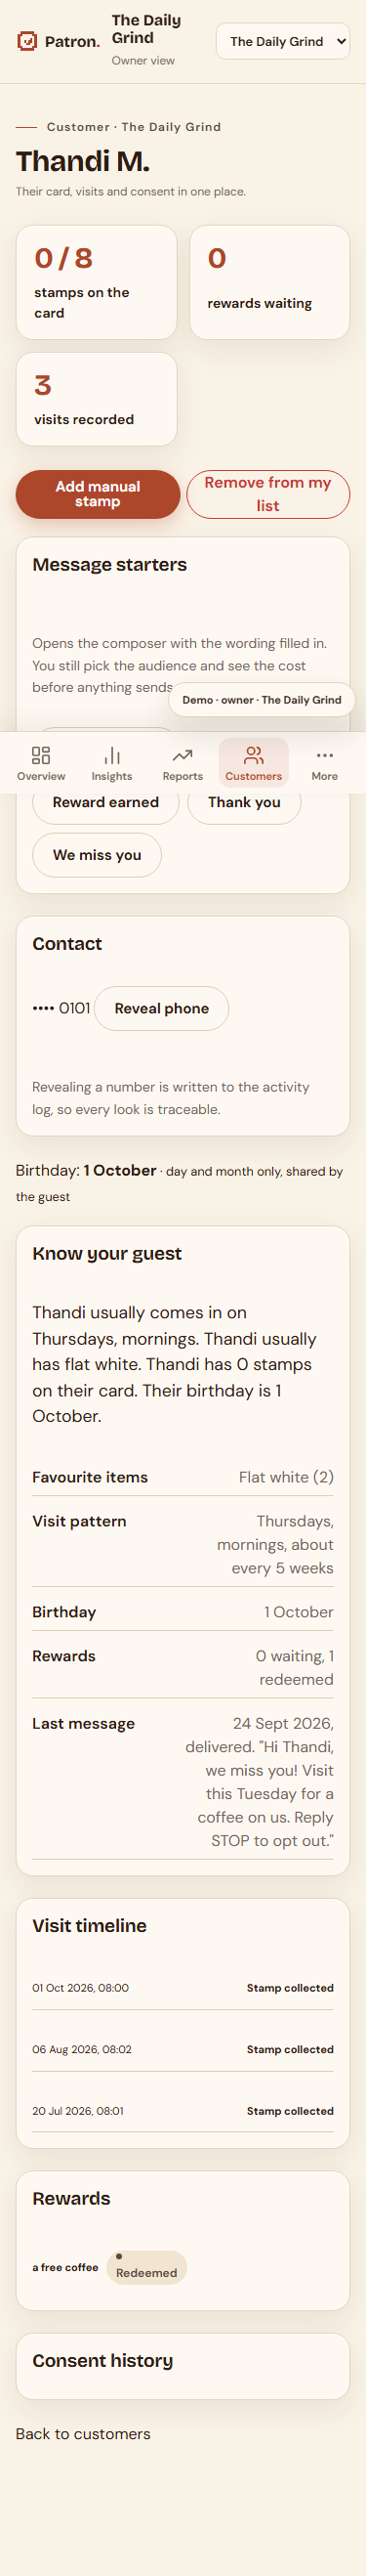 Patron.
The Daily
Grind
Owner view
The Daily Grind
Customer · The Daily Grind
Thandi M.
Their card, visits and consent in one place.
0 / 8
stamps on the
card
0
rewards waiting
3
visits recorded
Add manual
stamp
Remove from my
list
Message starters
Opens the composer with the wording filled in.
You still pick the audience and see the cost
before anything sends
Demo · owner · The Daily Grind
Overview
Insights
Reports
Customers
More
Reward earned
Thank you
We miss you
Contact
•••• 0101
Reveal phone
Revealing a number is written to the activity
log, so every look is traceable.
Birthday: 1 October · day and month only, shared by
the guest
Know your guest
Thandi usually comes in on
Thursdays, mornings. Thandi usually
has flat white. Thandi has 0 stamps
on their card. Their birthday is 1
October.
Favourite items
Flat white (2)
Visit pattern
Thursdays,
mornings, about
every 5 weeks
Birthday
1 October
Rewards
0 waiting, 1
redeemed
Last message
24 Sept 2026,
delivered. "Hi Thandi,
we miss you! Visit
this Tuesday for a
coffee on us. Reply
STOP to opt out."
Visit timeline
01 Oct 2026, 08:00
Stamp collected
06 Aug 2026, 08:02
Stamp collected
20 Jul 2026, 08:01
Stamp collected
Rewards
a free coffee
Redeemed
Consent history
Back to customers